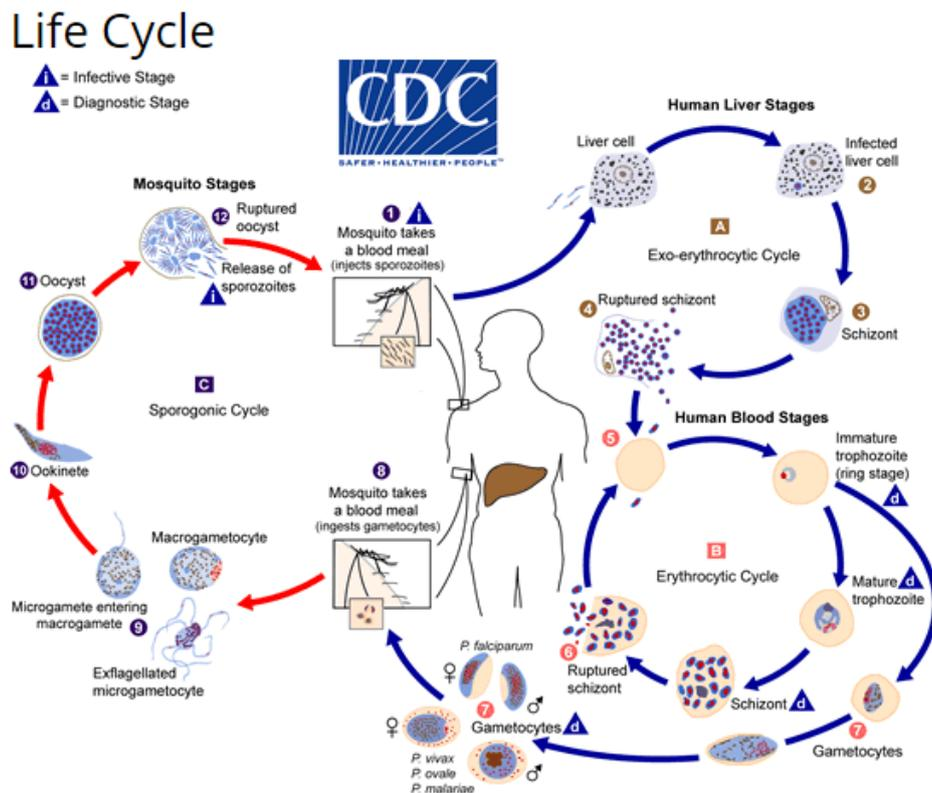 Life Cycle
i = Infective Stage
d = Diagnostic Stage
CDC
SAFER • HEALTHIER • PEOPLE™
Mosquito Stages
12 Ruptured
oocyst
Release of
sporozoites
i
11 Oocyst
C
Sporogonic Cycle
10 Ookinete
Macrogametocyte
Microgamete entering
macrogamete 9
Exflagellated
microgametocyte
1 i
Mosquito takes
a blood meal
(injects sporozoites)
8
Mosquito takes
a blood meal
(ingests gametocytes)
Human Liver Stages
Liver cell
Infected
liver cell
2
A
Exo-erythrocytic Cycle
4 Ruptured schizont
3
Schizont
Human Blood Stages
5
Immature
trophozoite
(ring stage)
d
B
Erythrocytic Cycle
Mature d
trophozoite
6
Ruptured
schizont
Schizont d
7
Gametocytes
P. falciparum
♀
7
♂
Gametocytes d
♀
P. vivax
P. ovale
P. malariae
♂